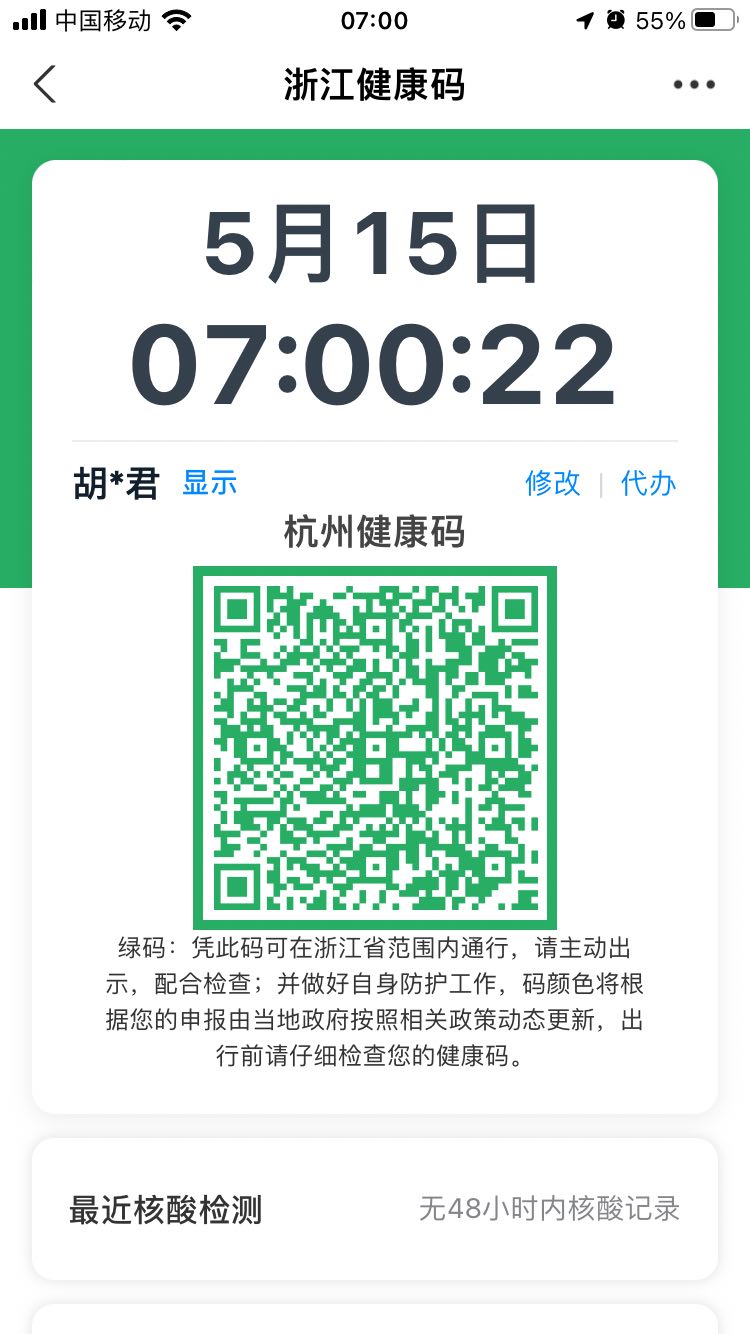 中国移动 07:00 55%
浙江健康码
5月15日
07:00:22
胡*君 显示 修改 | 代办
杭州健康码
绿码：凭此码可在浙江省范围内通行，请主动出
示，配合检查；并做好自身防护工作，码颜色将根
据您的申报由当地政府按照相关政策动态更新，出
行前请仔细检查您的健康码。
最近核酸检测 无48小时内核酸记录